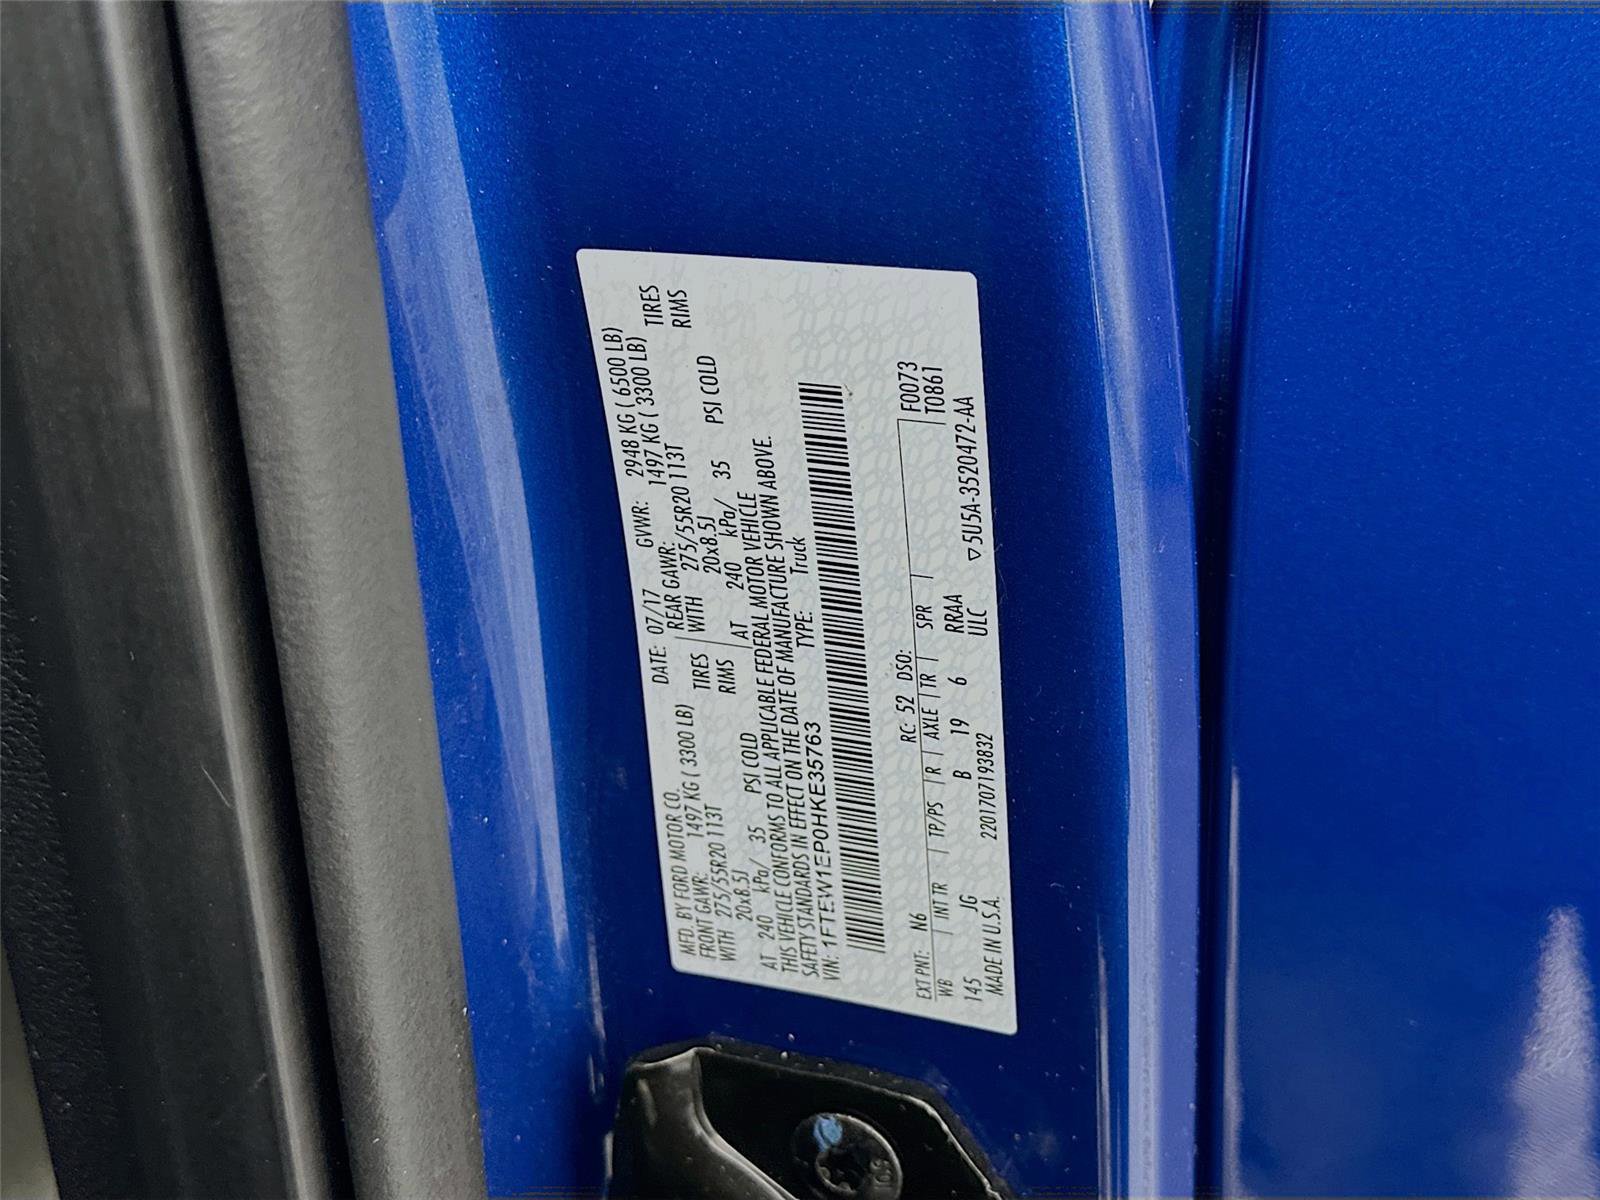 MFD. BY FORD MOTOR CO. DATE: 07/17 GVWR: 2948 KG ( 6500 LB)
FRONT GAWR: 1497 KG ( 3300 LB) REAR GAWR: 1497 KG ( 3300 LB)
WITH 275/55R20 113T TIRES WITH 275/55R20 113T TIRES
20x8.5J RIMS 20x8.5J RIMS
AT 240 kPa/ 35 PSI COLD AT 240 kPa/ 35 PSI COLD
THIS VEHICLE CONFORMS TO ALL APPLICABLE FEDERAL MOTOR VEHICLE
SAFETY STANDARDS IN EFFECT ON THE DATE OF MANUFACTURE SHOWN ABOVE.
VIN: 1FTEW1EP0HKE35763 TYPE: Truck
EXT PNT: N6 RC: 52 DSO: F0073
WB INT TR TP/PS R AXLE TR SPR T0861
145 JG B 19 6 RRAA
MADE IN U.S.A. 2201707193832 ULC 5U5A-3520472-AA